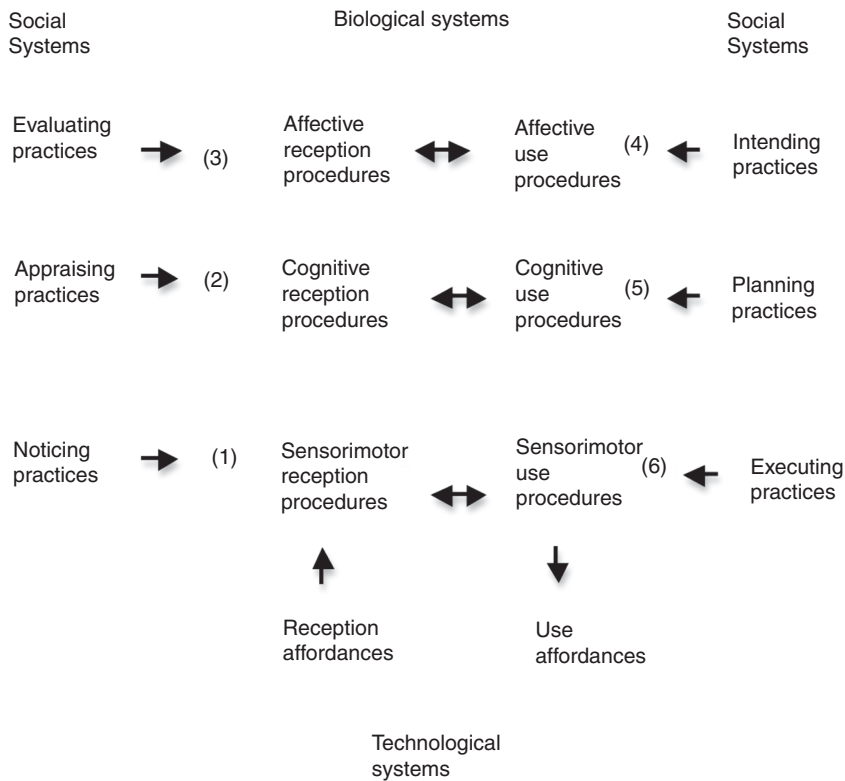 Social
Systems
Biological systems
Social
Systems
Evaluating
practices
(3)
Affective
reception
procedures
Affective
use
procedures
(4)
Intending
practices
Appraising
practices
(2)
Cognitive
reception
procedures
Cognitive
use
procedures
(5)
Planning
practices
Noticing
practices
(1)
Sensorimotor
reception
procedures
Sensorimotor
use
procedures
(6)
Executing
practices
Reception
affordances
Use
affordances
Technological
systems